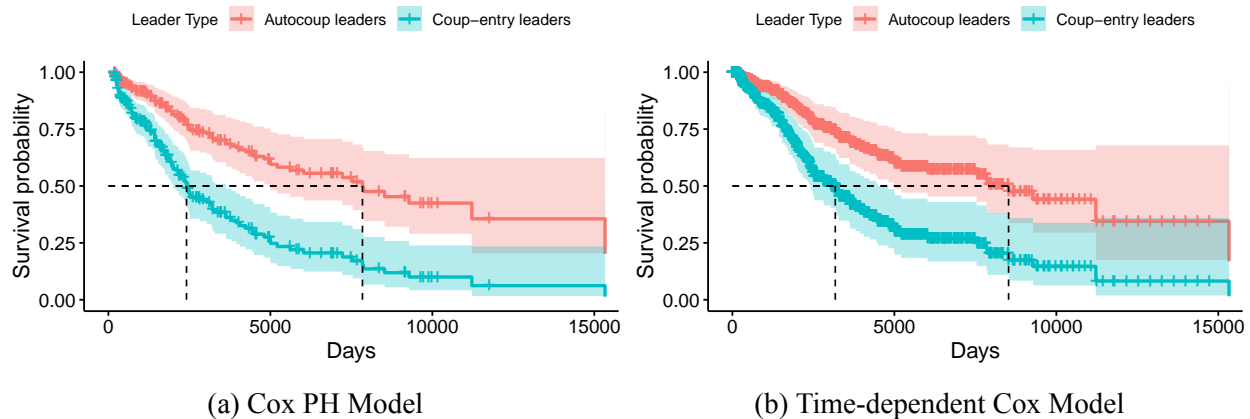 Leader Type Autocoup leaders Coup−entry leaders
Survival probability
1.00
0.75
0.50
0.25
0.00
0 5000 10000 15000
Days
(a) Cox PH Model
Leader Type Autocoup leaders Coup−entry leaders
Survival probability
1.00
0.75
0.50
0.25
0.00
0 5000 10000 15000
Days
(b) Time-dependent Cox Model